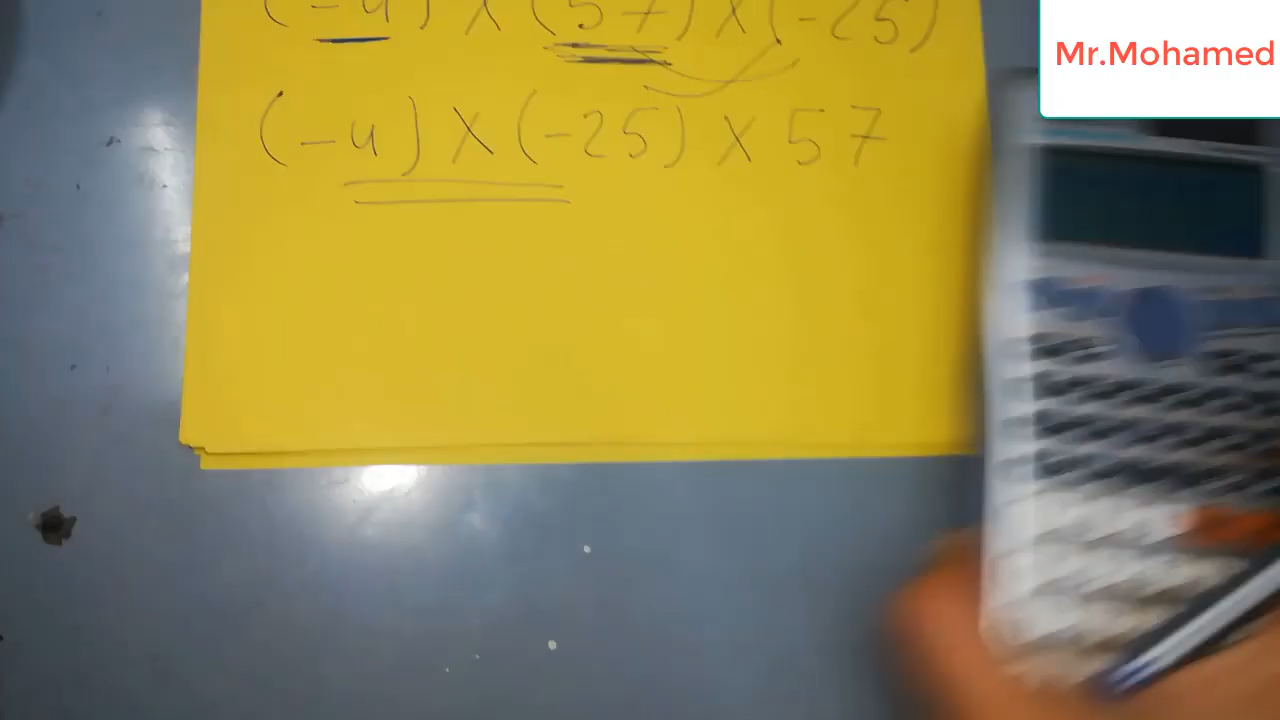 (-4) × (57) × (-25)
Mr.Mohamed
(-4) × (-25) × 57